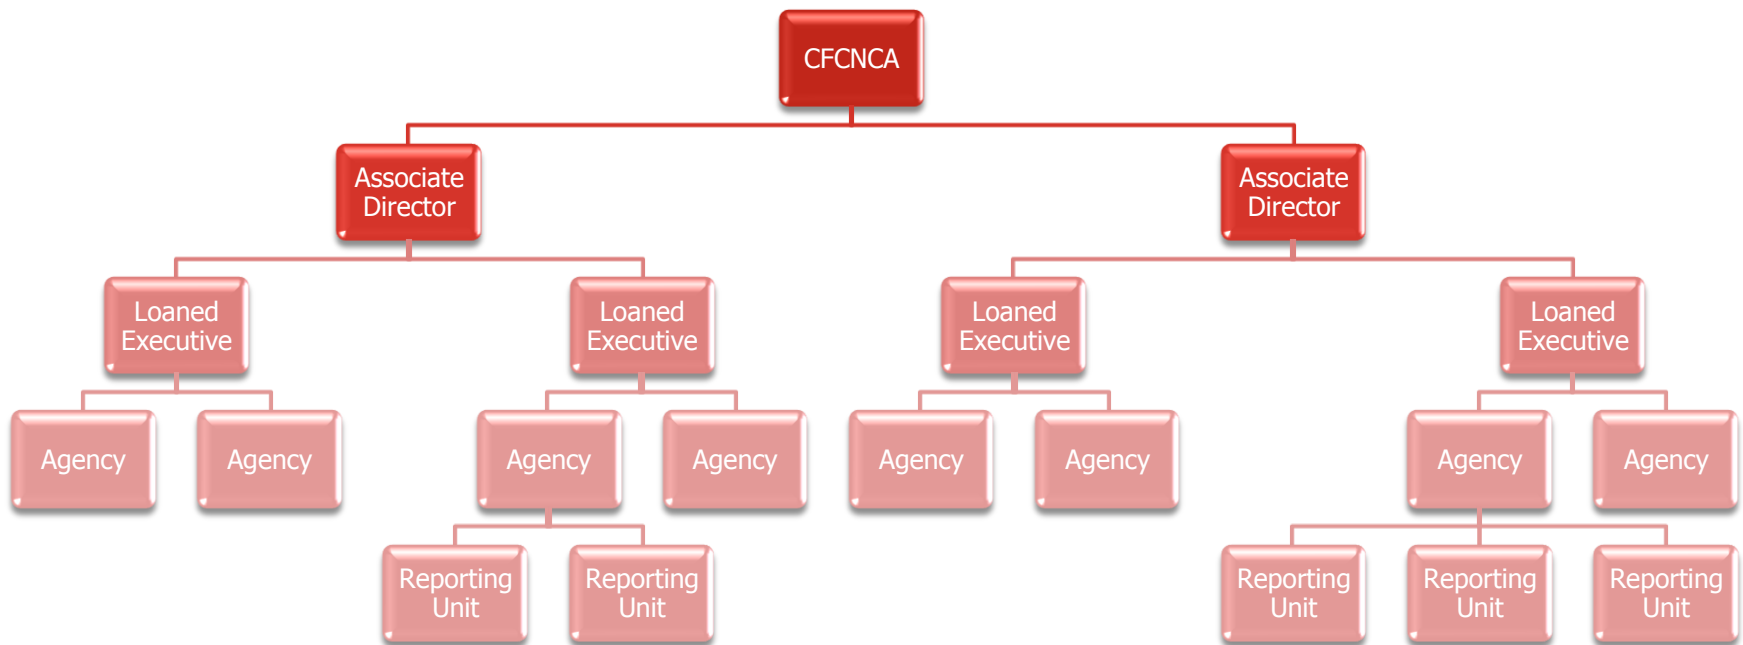 CFCNCA
Associate
Director
Associate
Director
Loaned
Executive
Loaned
Executive
Loaned
Executive
Loaned
Executive
Agency
Agency
Agency
Agency
Agency
Agency
Agency
Agency
Reporting
Unit
Reporting
Unit
Reporting
Unit
Reporting
Unit
Reporting
Unit